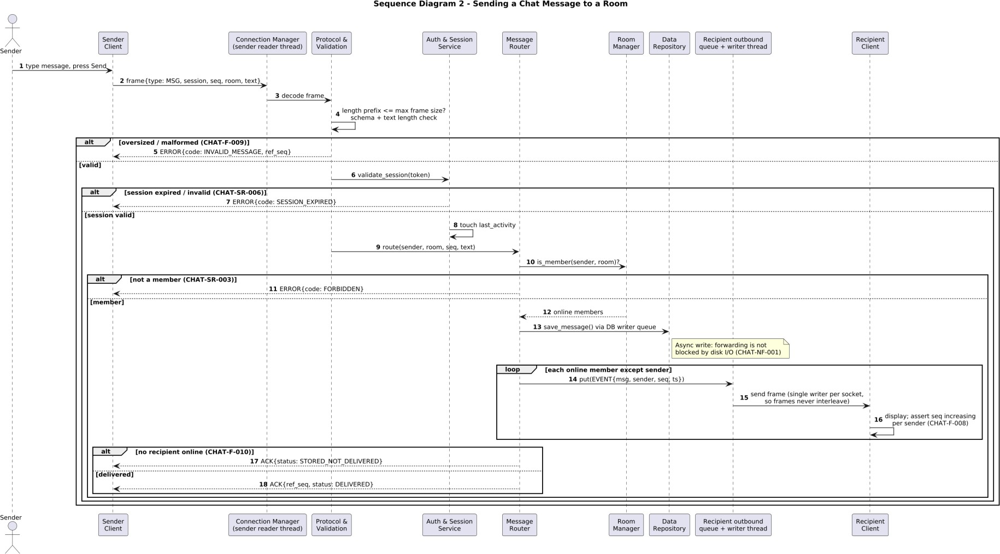 Sequence Diagram 2 - Sending a Chat Message to a Room
Sender
Sender
Client
Connection Manager
(sender reader thread)
Protocol &
Validation
Auth & Session
Service
Message
Router
Room
Manager
Data
Repository
Recipient outbound
queue + writer thread
Recipient
Client
1 type message, press Send
2 frame{type: MSG, session, seq, room, text}
3 decode frame
4 length prefix <= max frame size?
schema + text length check
alt [oversized / malformed (CHAT-F-009)]
5 ERROR{code: INVALID_MESSAGE, ref_seq}
[valid]
6 validate_session(token)
alt [session expired / invalid (CHAT-SR-006)]
7 ERROR{code: SESSION_EXPIRED}
[session valid]
8 touch last_activity
9 route(sender, room, seq, text)
10 is_member(sender, room)?
alt [not a member (CHAT-SR-003)]
11 ERROR{code: FORBIDDEN}
[member]
12 online members
13 save_message() via DB writer queue
Async write: forwarding is not
blocked by disk I/O (CHAT-NF-001)
loop [each online member except sender]
14 put(EVENT{msg, sender, seq, ts})
15 send frame (single writer per socket,
so frames never interleave)
16 display; assert seq increasing
per sender (CHAT-F-008)
alt [no recipient online (CHAT-F-010)]
17 ACK{status: STORED_NOT_DELIVERED}
[delivered]
18 ACK{ref_seq, status: DELIVERED}
Sender
Sender
Client
Connection Manager
(sender reader thread)
Protocol &
Validation
Auth & Session
Service
Message
Router
Room
Manager
Data
Repository
Recipient outbound
queue + writer thread
Recipient
Client